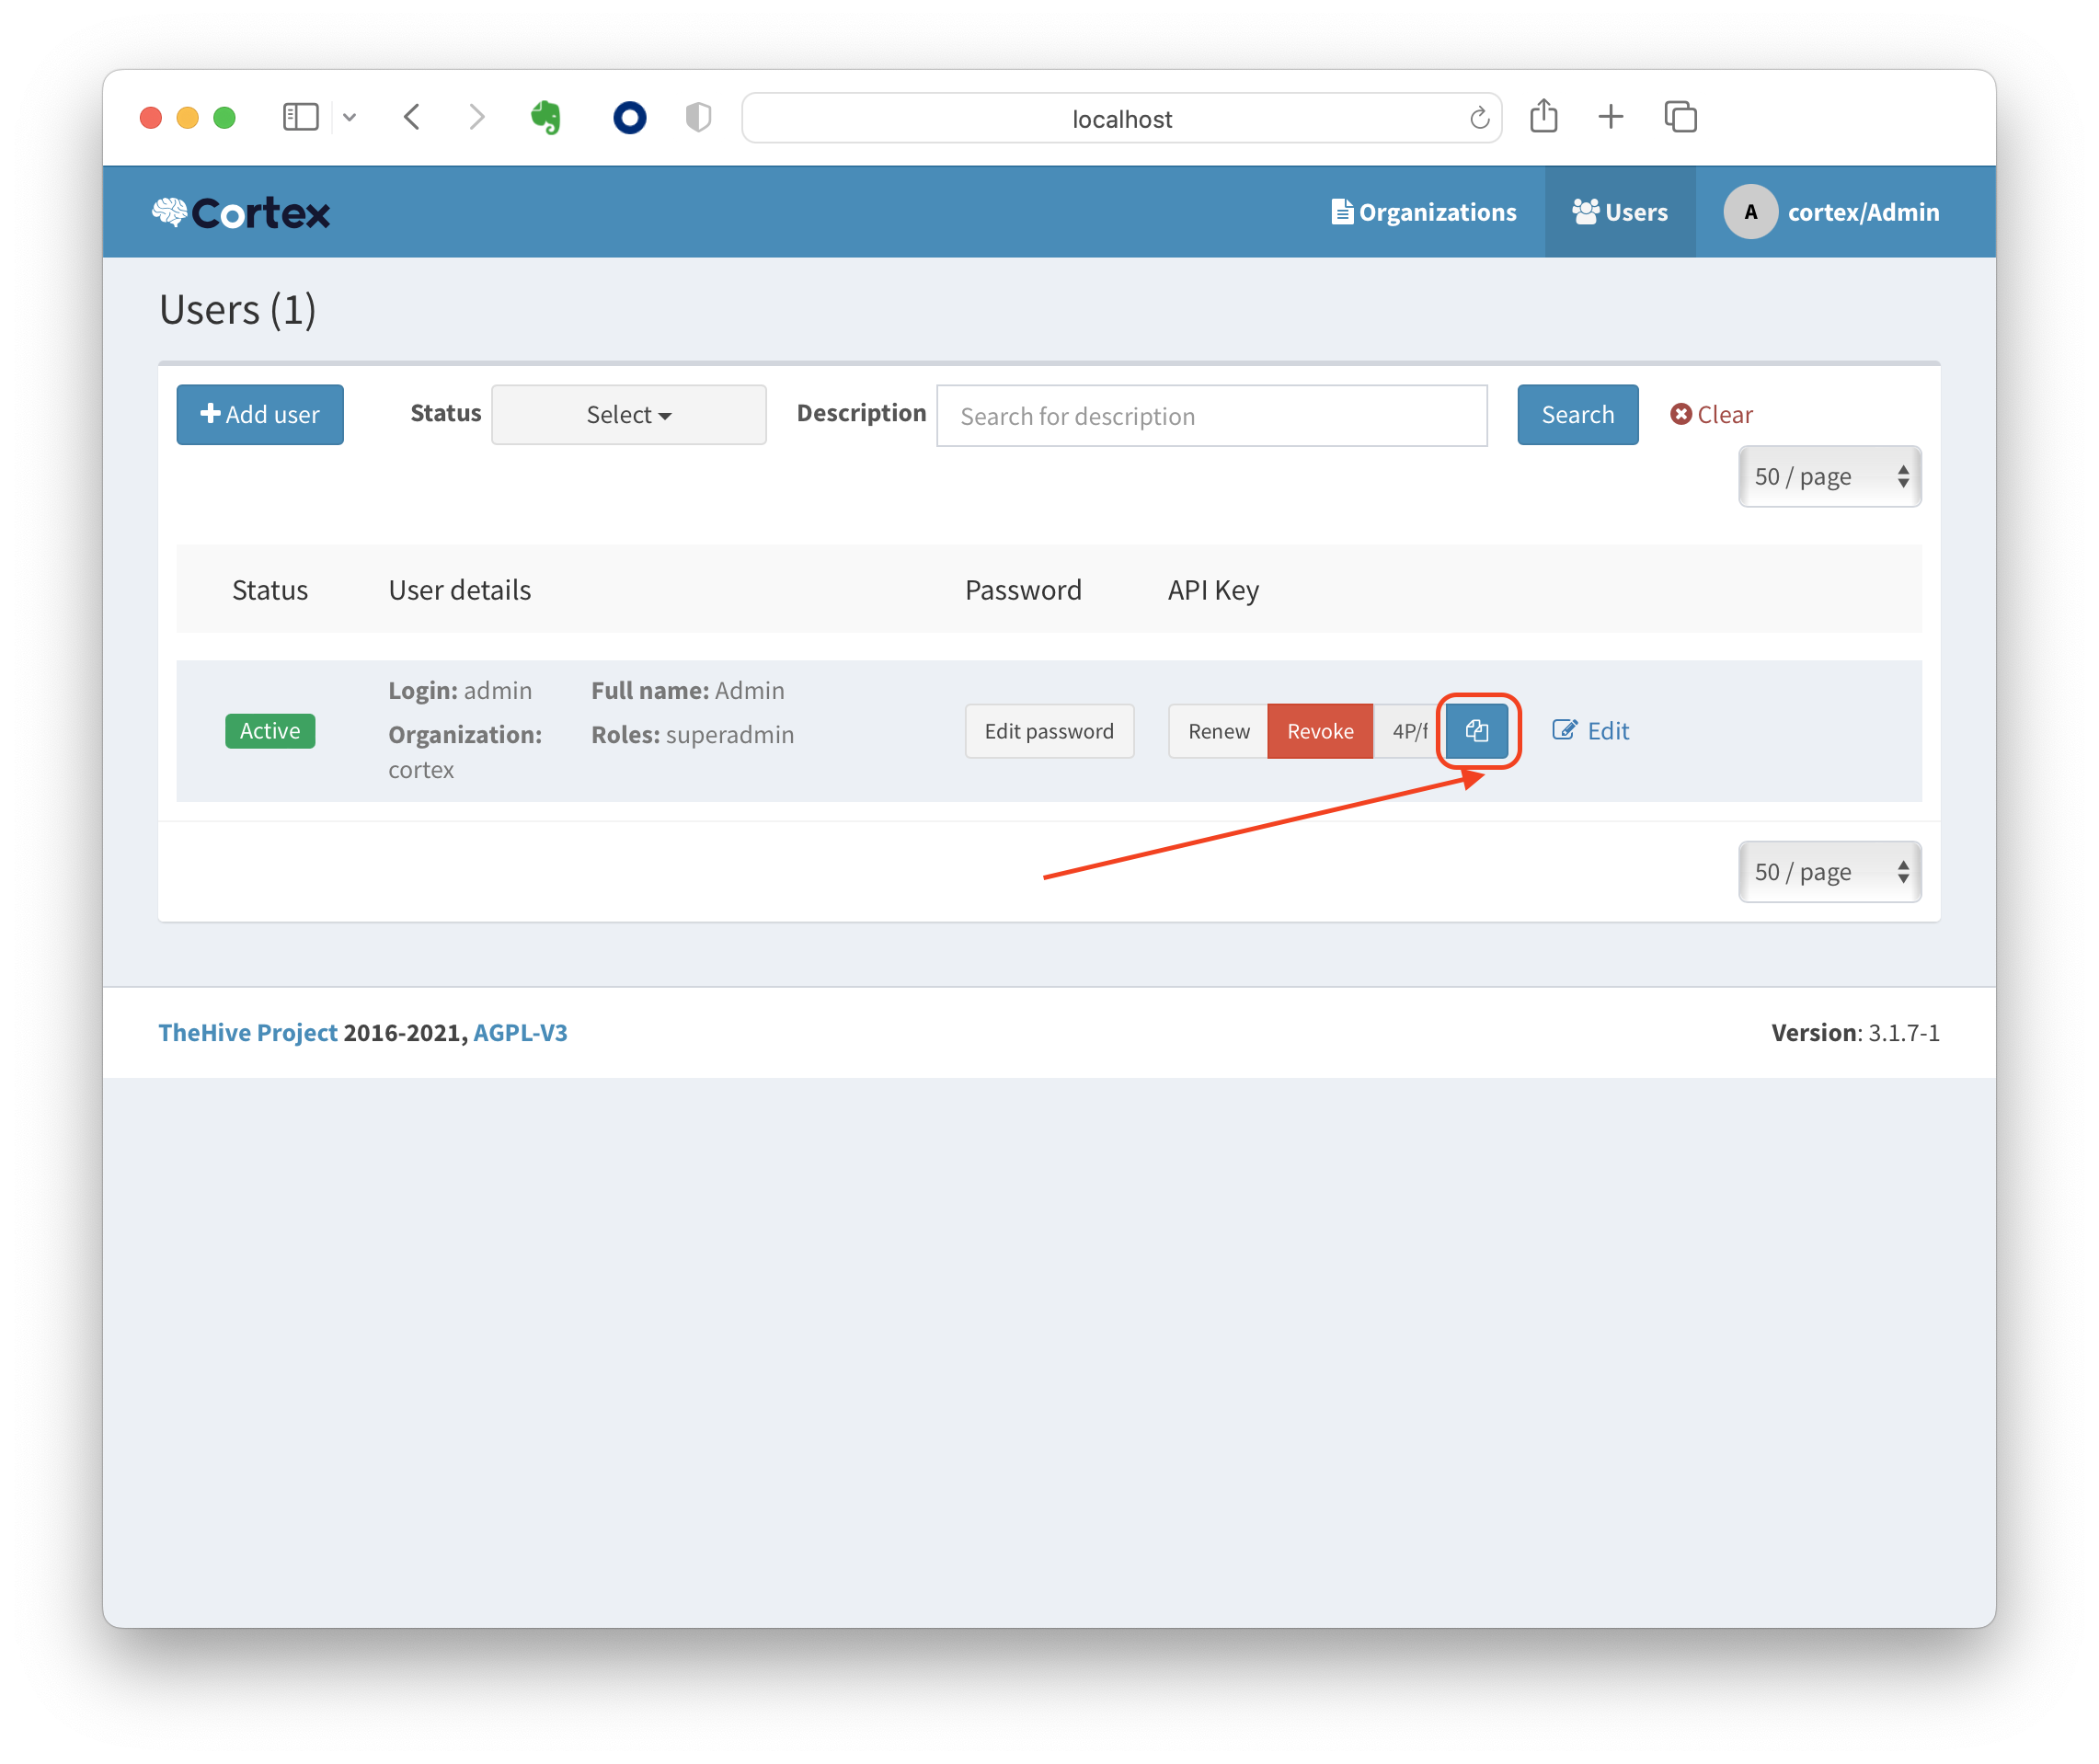 localhost
Cortex
Organizations
Users
A
cortex/Admin
Users (1)
Add user
Status
Select
Description
Search for description
Search
Clear
50 / page
Status
User details
Password
API Key
Active
Login: admin
Full name: Admin
Organization:
cortex
Roles: superadmin
Edit password
Renew
Revoke
4P/f
Edit
50 / page
TheHive Project 2016-2021, AGPL-V3
Version: 3.1.7-1